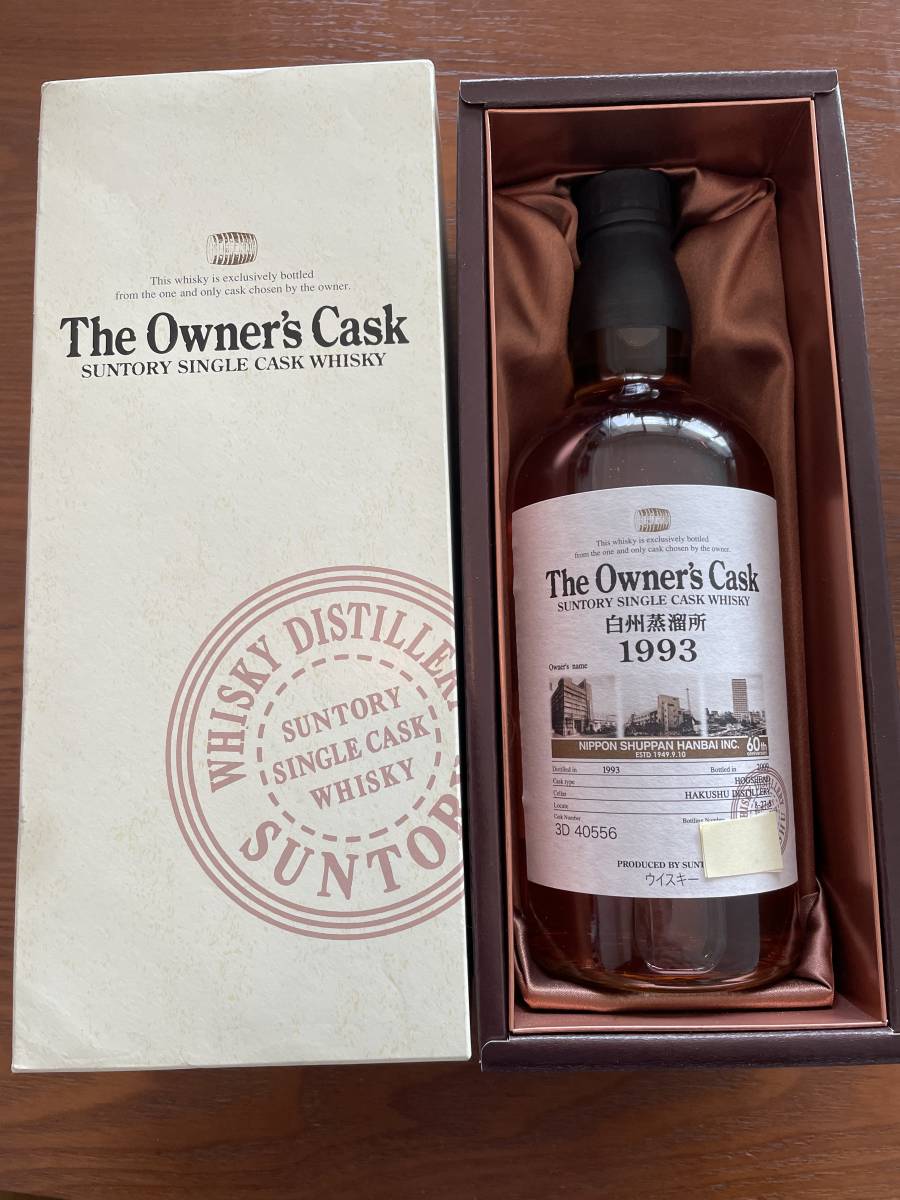 This whisky is exclusively bottled
from the one and only cask chosen by the owner.
The Owner's Cask
SUNTORY SINGLE CASK WHISKY
WHISKY DISTILLERY
SUNTORY
SINGLE CASK
WHISKY
SUNTORY
This whisky is exclusively bottled
from the one and only cask chosen by the owner.
The Owner's Cask
SUNTORY SINGLE CASK WHISKY
白州蒸溜所
1993
Owner's name
NIPPON SHUPPAN HANBAI INC.
ESTD 1949.9.10
60th
Distilled in 1993 Bottled in 2009
Cask type HOGSHEAD
Cellar HAKUSHU DISTILLERY
Locate
Cask Number Bottling Number
3D 40556
PRODUCED BY SUNT
ウイスキー